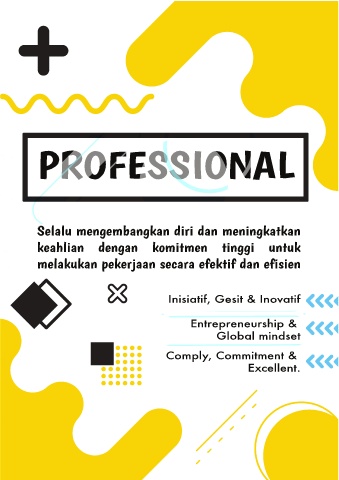 PROFESSIONAL
Selalu mengembangkan diri dan meningkatkan
keahlian dengan komitmen tinggi untuk
melakukan pekerjaan secara efektif dan efisien
Inisiatif, Gesit & Inovatif
Entrepreneurship &
Global mindset
Comply, Commitment &
Excellent.